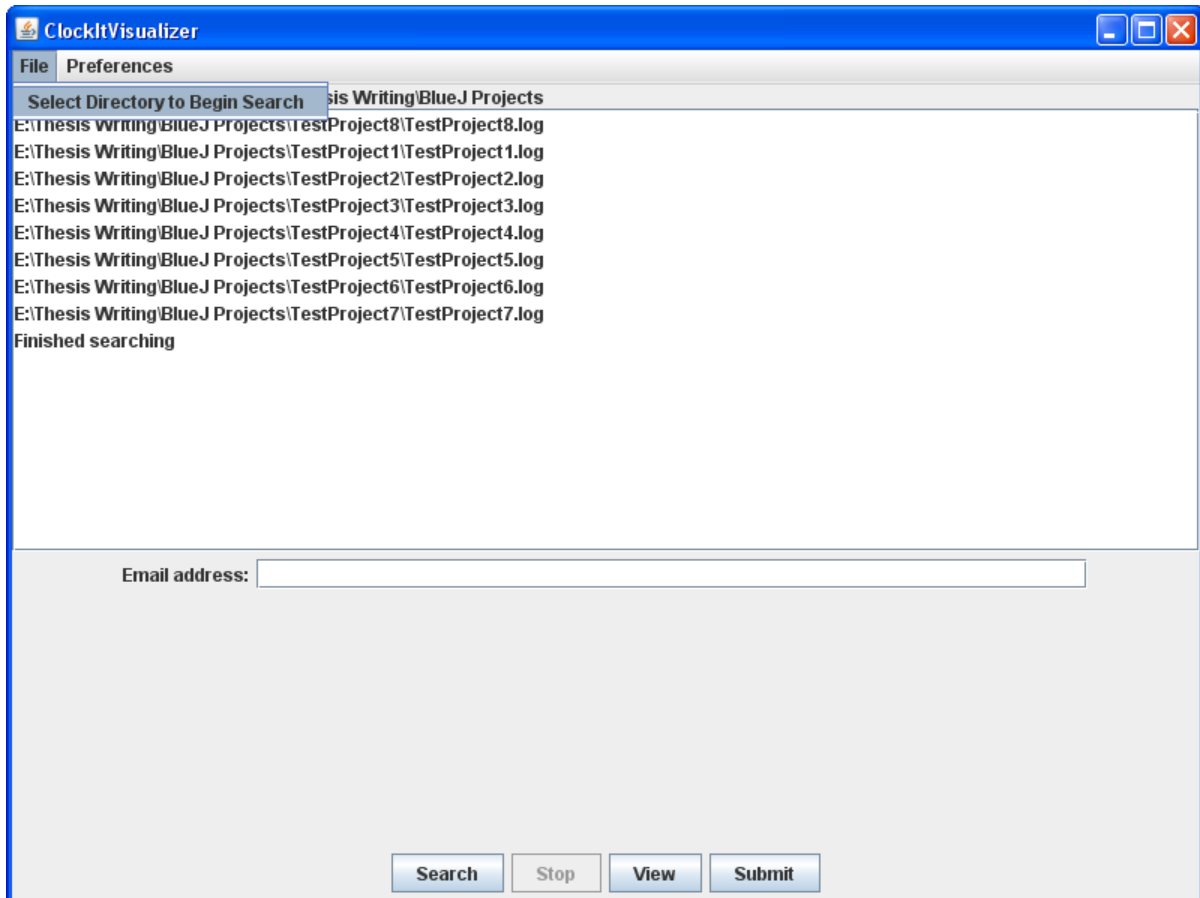 ClockItVisualizer
File Preferences
Select Directory to Begin Search
sis Writing\BlueJ Projects
E:\Thesis Writing\BlueJ Projects\TestProject8\TestProject8.log
E:\Thesis Writing\BlueJ Projects\TestProject1\TestProject1.log
E:\Thesis Writing\BlueJ Projects\TestProject2\TestProject2.log
E:\Thesis Writing\BlueJ Projects\TestProject3\TestProject3.log
E:\Thesis Writing\BlueJ Projects\TestProject4\TestProject4.log
E:\Thesis Writing\BlueJ Projects\TestProject5\TestProject5.log
E:\Thesis Writing\BlueJ Projects\TestProject6\TestProject6.log
E:\Thesis Writing\BlueJ Projects\TestProject7\TestProject7.log
Finished searching
Email address:
Search Stop View Submit